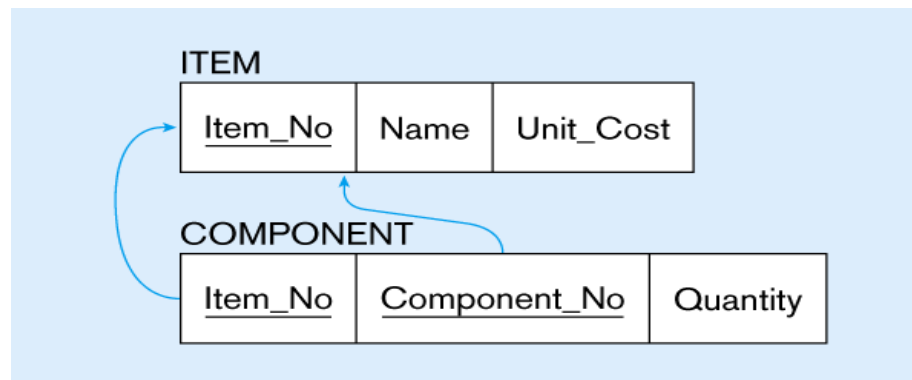 ITEM
Item_No Name Unit_Cost
COMPONENT
Item_No Component_No Quantity